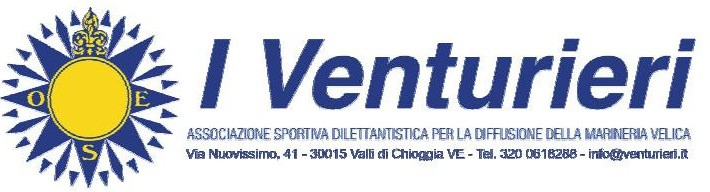 I Venturieri
O E
S
ASSOCIAZIONE SPORTIVA DILETTANTISTICA PER LA DIFFUSIONE DELLA MARINERIA VELICA
Via Nuovissimo, 41 - 30015 Valli di Chioggia VE - Tel. 320 0616288 - info@venturieri.it